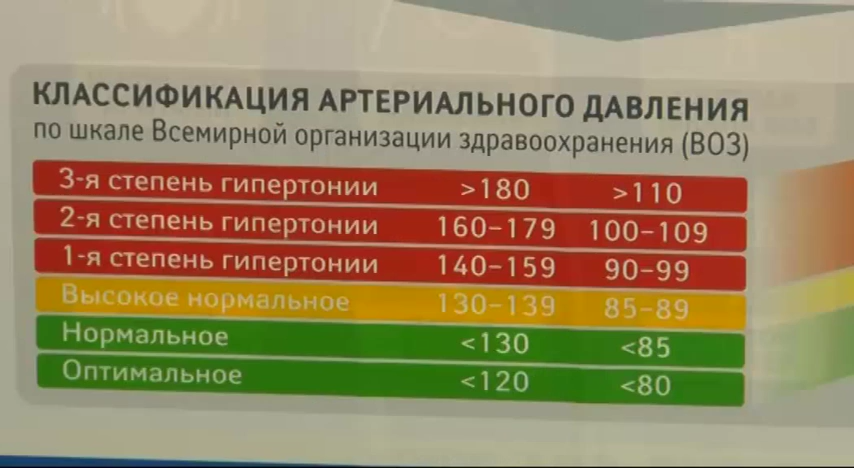 КЛАССИФИКАЦИЯ АРТЕРИАЛЬНОГО ДАВЛЕНИЯ
по шкале Всемирной организации здравоохранения (ВОЗ)
3-я степень гипертонии >180 >110
2-я степень гипертонии 160–179 100–109
1-я степень гипертонии 140–159 90–99
Высокое нормальное 130–139 85–89
Нормальное <130 <85
Оптимальное <120 <80